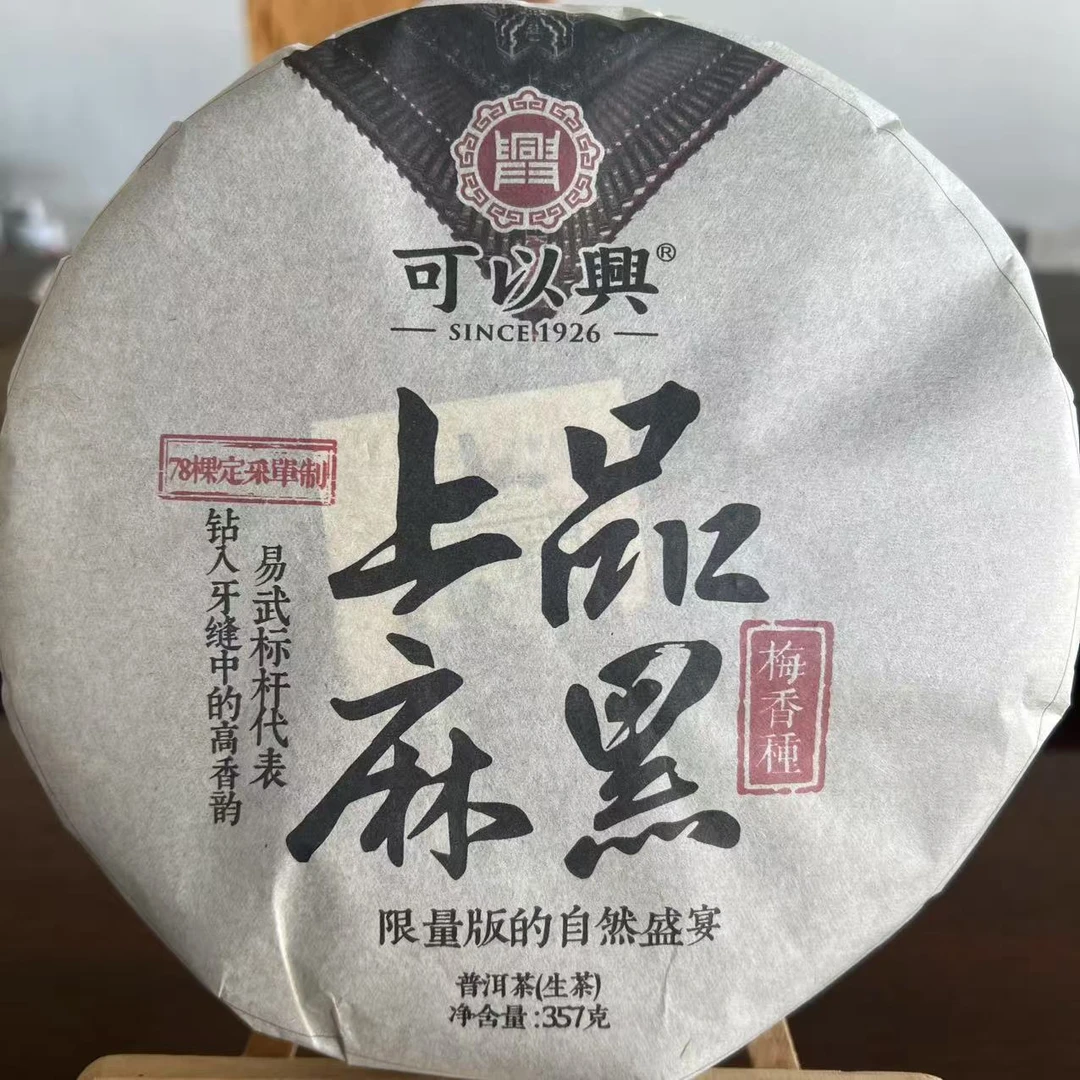 興
可以興®
SINCE 1926
上品
麻黑
梅香種
78棵定采單制
易武标杆代表
钻入牙缝中的高香韵
限量版的自然盛宴
普洱茶(生茶)
净含量:357克